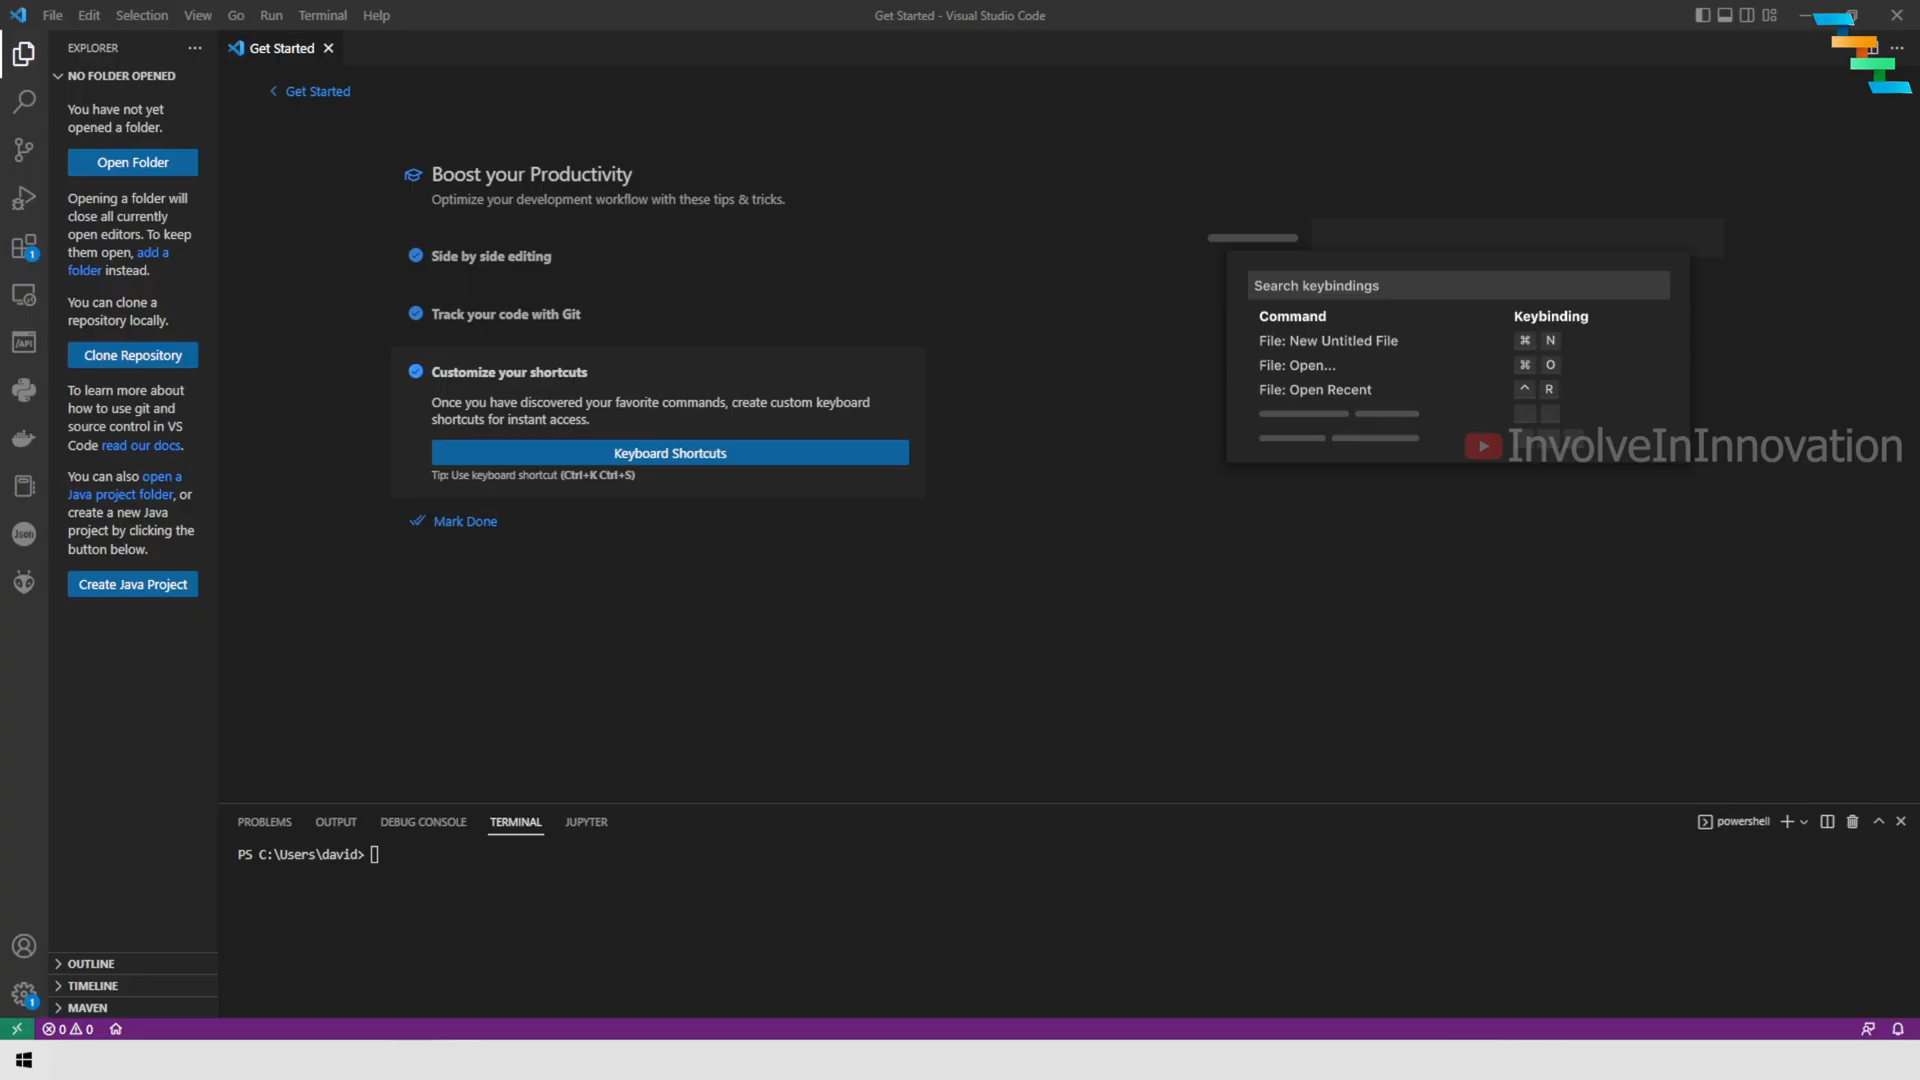 File Edit Selection View Go Run Terminal Help
Get Started - Visual Studio Code
EXPLORER
NO FOLDER OPENED
You have not yet
opened a folder.
Open Folder
Opening a folder will
close all currently
open editors. To keep
them open, add a
folder instead.
You can clone a
repository locally.
Clone Repository
To learn more about
how to use git and
source control in VS
Code read our docs.
You can also open a
Java project folder, or
create a new Java
project by clicking the
button below.
Create Java Project
OUTLINE
TIMELINE
MAVEN
1
/API
Json
1
Get Started
Get Started
Boost your Productivity
Optimize your development workflow with these tips & tricks.
Side by side editing
Track your code with Git
Customize your shortcuts
Once you have discovered your favorite commands, create custom keyboard
shortcuts for instant access.
Keyboard Shortcuts
Tip: Use keyboard shortcut (Ctrl+K Ctrl+S)
Mark Done
Search keybindings
Command Keybinding
File: New Untitled File ⌘ N
File: Open... ⌘ O
File: Open Recent ^ R
InvolveInInnovation
PROBLEMS OUTPUT DEBUG CONSOLE TERMINAL JUPYTER
powershell
PS C:\Users\david>
0 0